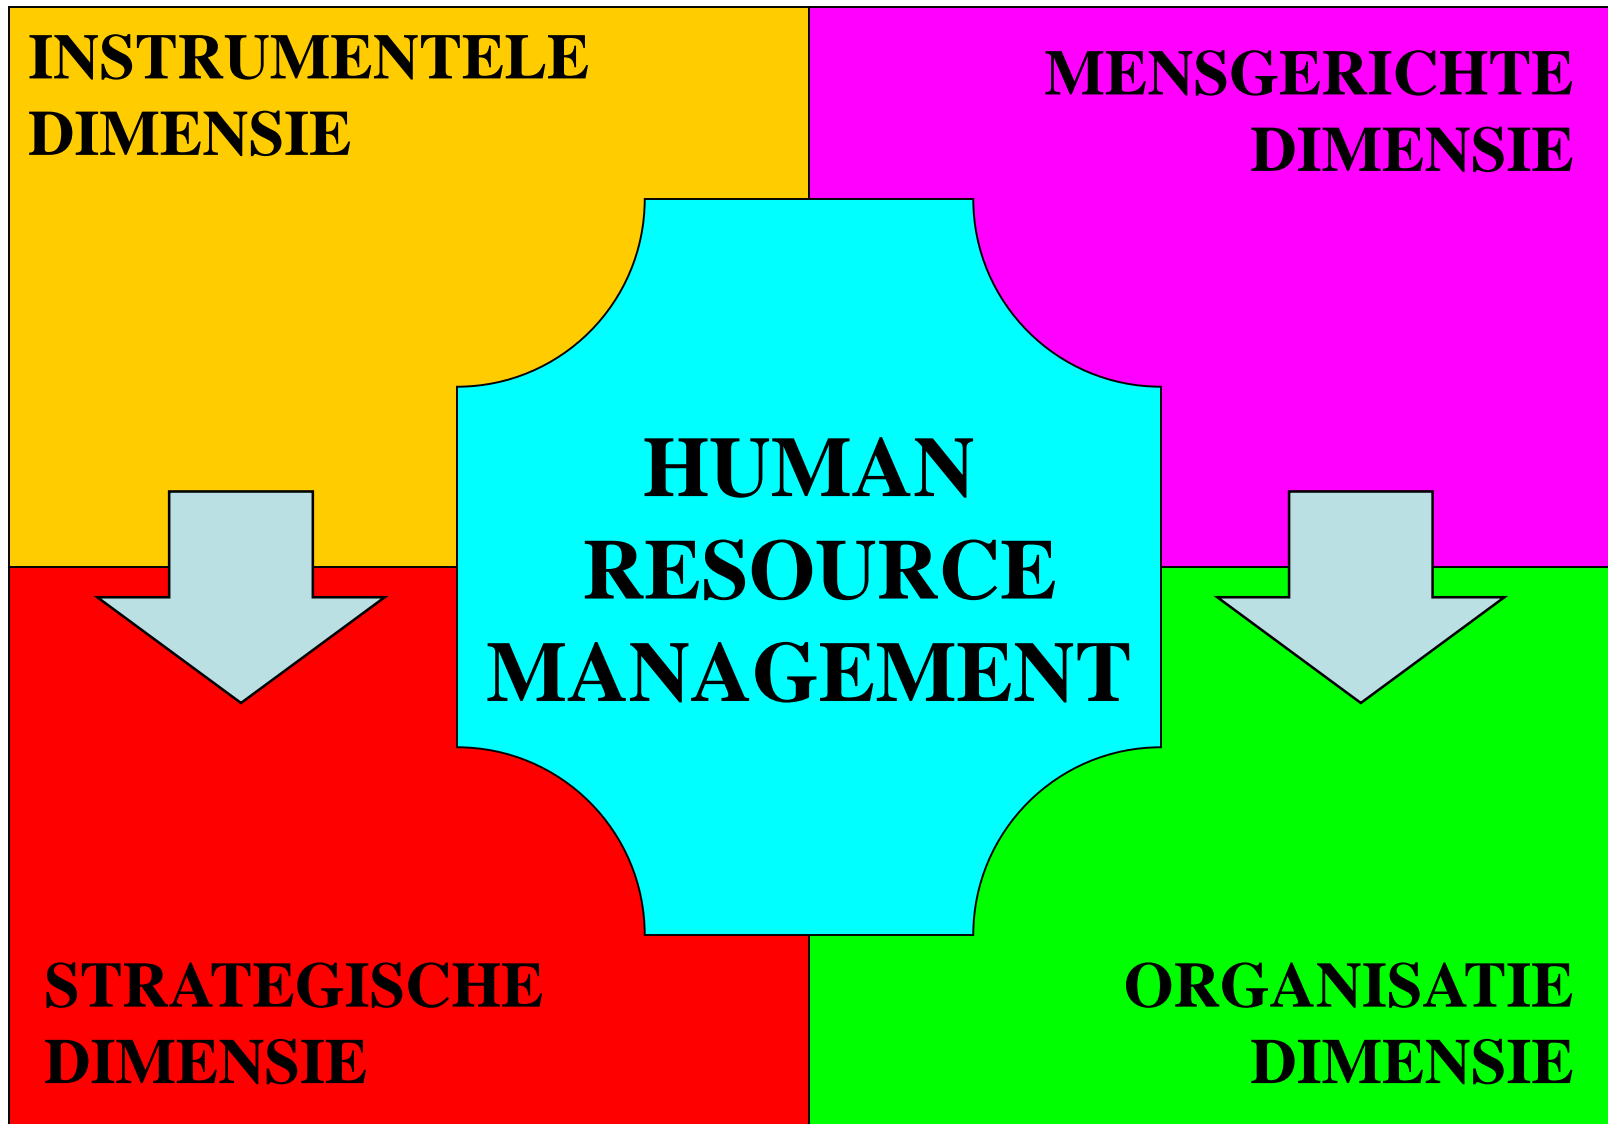 INSTRUMENTELE
DIMENSIE
MENSGERICHTE
DIMENSIE
HUMAN
RESOURCE
MANAGEMENT
STRATEGISCHE
DIMENSIE
ORGANISATIE
DIMENSIE